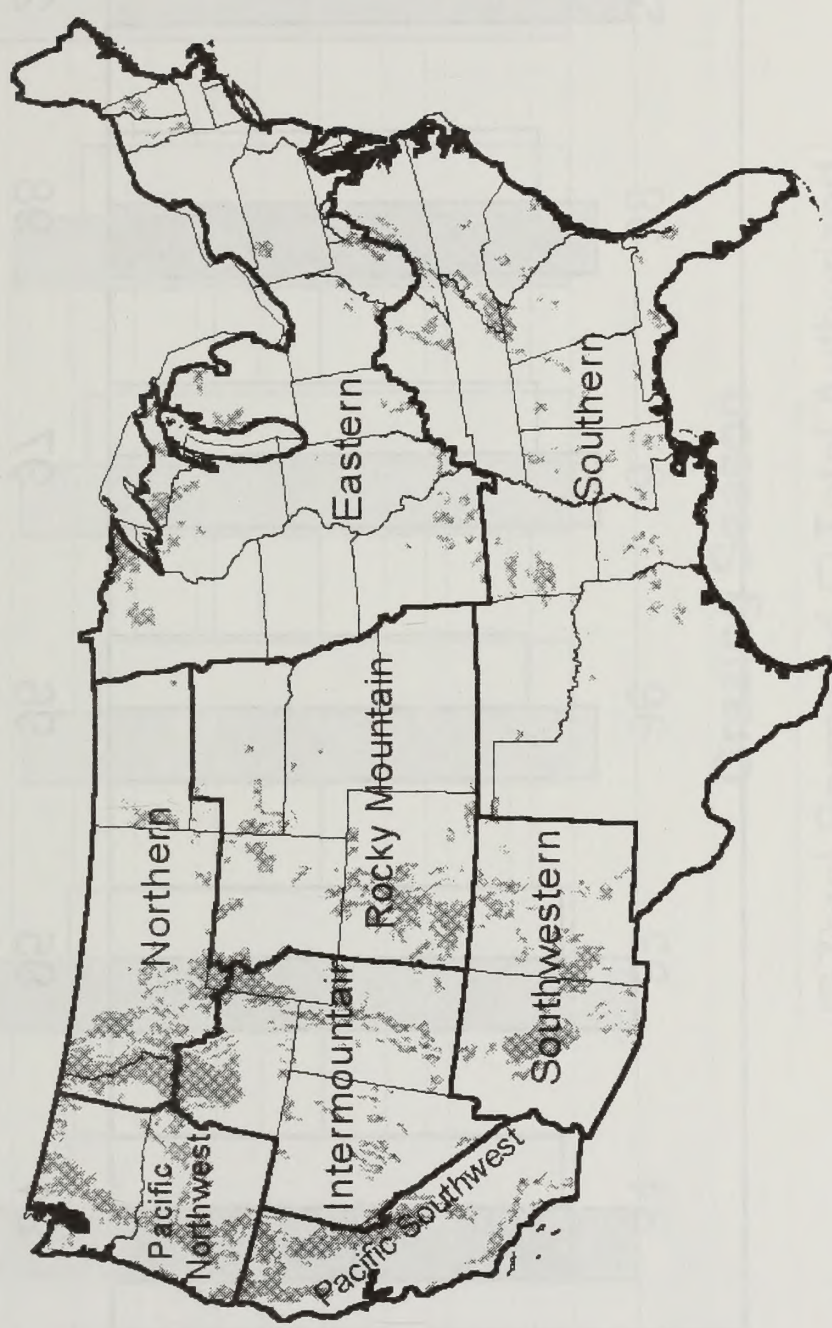 Pacific
Northwest
Northern
Intermountain
Rocky Mountain
Pacific Southwest
Southwestern
Eastern
Southern